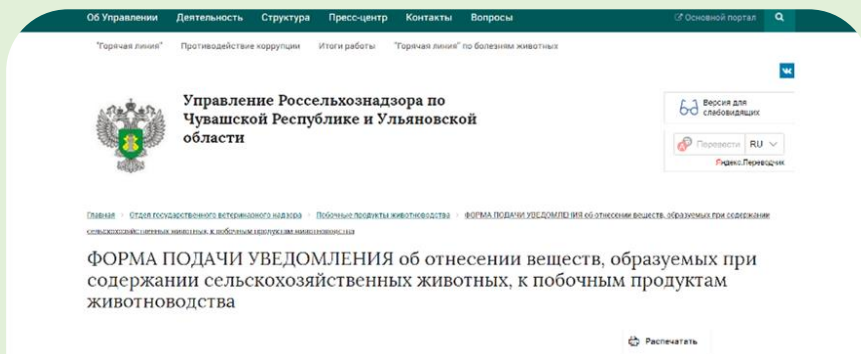 Об Управлении Деятельность Структура Пресс-центр Контакты Вопросы Основной портал
"Горячая линия" Противодействие коррупции Итоги работы "Горячая линия" по болезням животных
Управление Россельхознадзора по
Чувашской Республике и Ульяновской
области
Версия для
слабовидящих
Перевести RU
Яндекс.Переводчик
Главная Отдел государственного ветеринарного надзора Побочные продукты животноводства ФОРМА ПОДАЧИ УВЕДОМЛЕНИЯ об отнесении веществ, образуемых при содержании
сельскохозяйственных животных, к побочным продуктам животноводства
ФОРМА ПОДАЧИ УВЕДОМЛЕНИЯ об отнесении веществ, образуемых при
содержании сельскохозяйственных животных, к побочным продуктам
животноводства
Распечатать